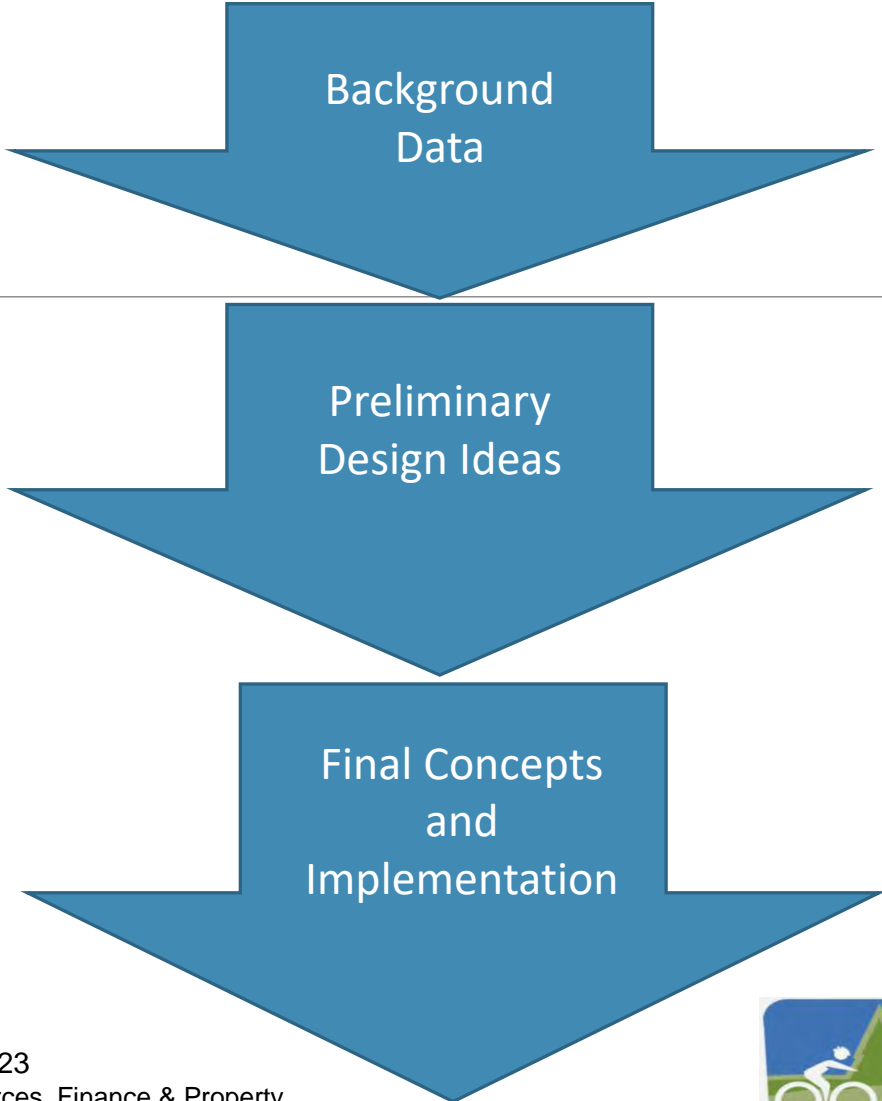 Background
Data
Preliminary
Design Ideas
Final Concepts
and
Implementation
23
Finance & Property